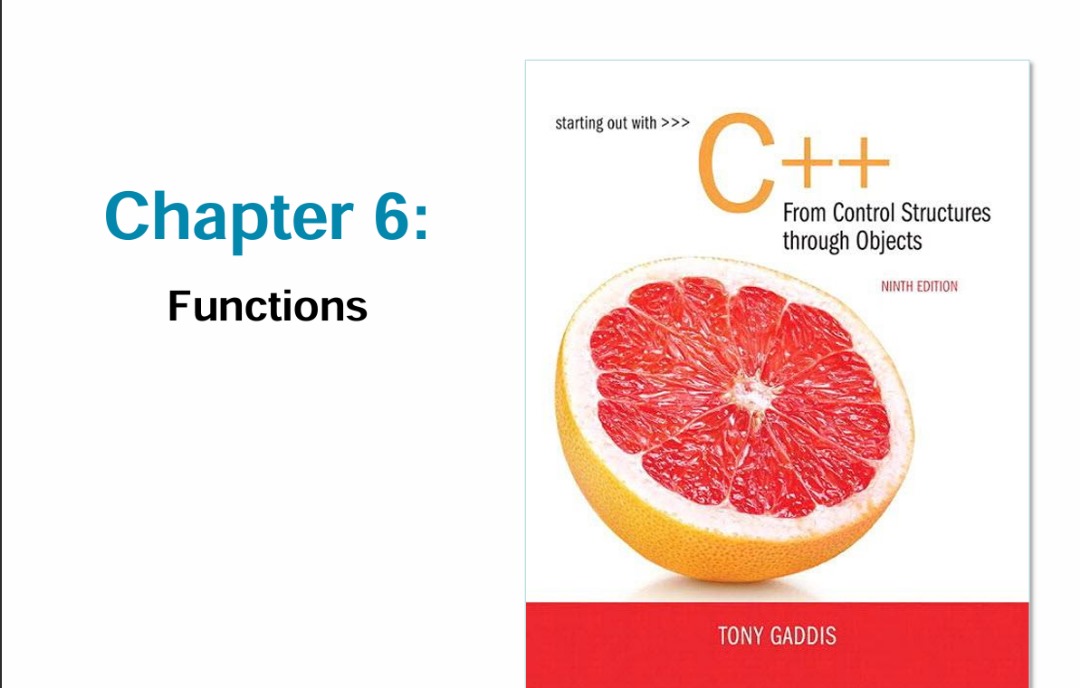 Chapter 6:
Functions
starting out with >>>
C++
From Control Structures
through Objects
NINTH EDITION
TONY GADDIS